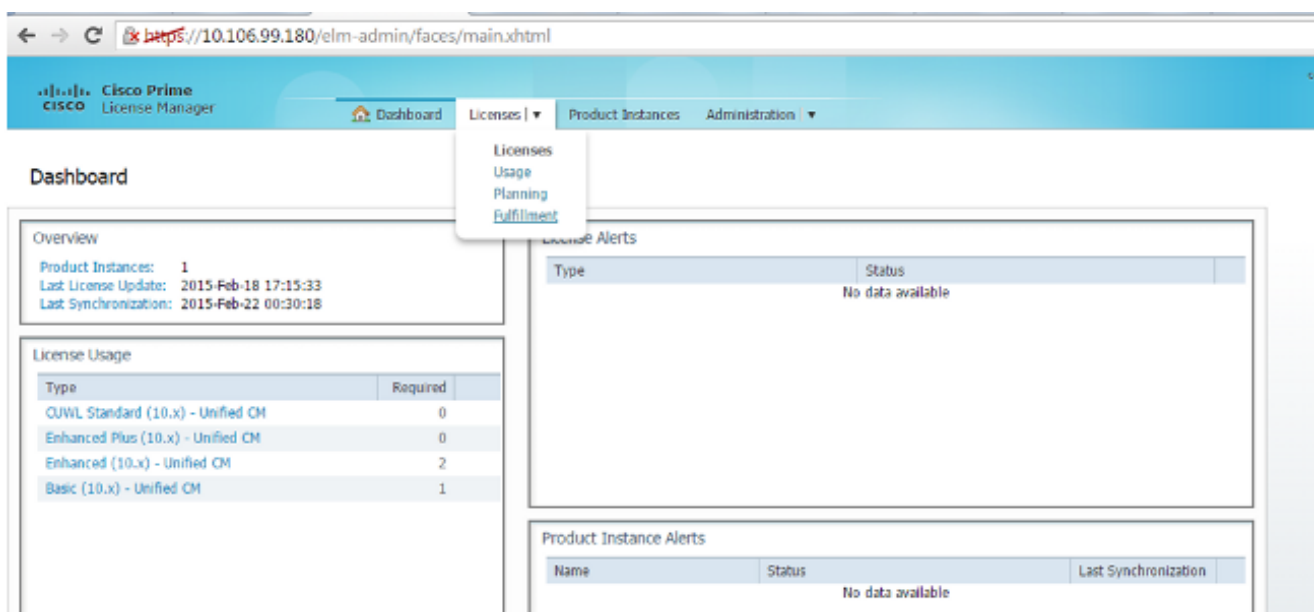 https://10.106.99.180/elm-admin/faces/main.xhtml
Cisco Prime
CISCO License Manager
Dashboard Licenses Product Instances Administration
Licenses
Usage
Planning
Fulfillment
Dashboard
Overview
Product Instances: 1
Last License Update: 2015-Feb-18 17:15:33
Last Synchronization: 2015-Feb-22 00:30:18
License Usage
Type Required
CUWL Standard (10.x) - Unified CM 0
Enhanced Plus (10.x) - Unified CM 0
Enhanced (10.x) - Unified CM 2
Basic (10.x) - Unified CM 1
License Alerts
Type Status
No data available
Product Instance Alerts
Name Status Last Synchronization
No data available